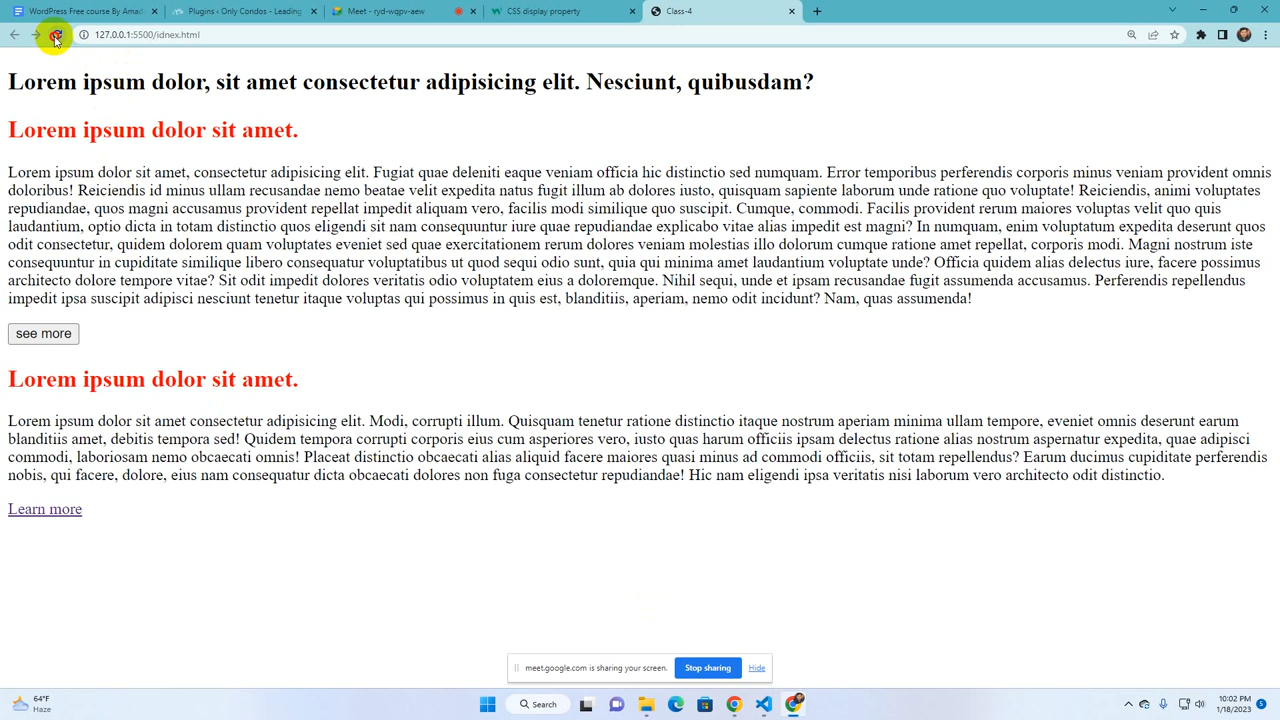 WordPress Free course By Amad
Plugins ‹ Only Condos - Leading
Meet - ryd-wqpv-aew
CSS display property
Class-4
127.0.0.1:5500/idnex.html
Lorem ipsum dolor, sit amet consectetur adipisicing elit. Nesciunt, quibusdam?
Lorem ipsum dolor sit amet.
Lorem ipsum dolor sit amet, consectetur adipisicing elit. Fugiat quae deleniti eaque veniam officia hic distinctio sed numquam. Error temporibus perferendis corporis minus veniam provident omnis
doloribus! Reiciendis id minus ullam recusandae nemo beatae velit expedita natus fugit illum ab dolores iusto, quisquam sapiente laborum unde ratione quo voluptate! Reiciendis, animi voluptates
repudiandae, quos magni accusamus provident repellat impedit aliquam vero, facilis modi similique quo suscipit. Cumque, commodi. Facilis provident rerum maiores voluptas velit quo quis
laudantium, optio dicta in totam distinctio quos eligendi sit nam consequuntur iure quae repudiandae explicabo vitae alias impedit est magni? In numquam, enim voluptatum expedita deserunt quos
odit consectetur, quidem dolorem quam voluptates eveniet sed quae exercitationem rerum dolores veniam molestias illo dolorum cumque ratione amet repellat, corporis modi. Magni nostrum iste
consequuntur in cupiditate similique libero consequatur voluptatibus ut quod sequi odio sunt, quia qui minima amet laudantium voluptate unde? Officia quidem alias delectus iure, facere possimus
architecto dolore tempore vitae? Sit odit impedit dolores veritatis odio voluptatem eius a doloremque. Nihil sequi, unde et ipsam recusandae accusamus accusamus. Perferendis repellendus
impedit ipsa suscipit adipisci nesciunt tenetur itaque voluptas qui possimus in quis est, blanditiis, aperiam, nemo odit incidunt? Nam, quas assumenda!
see more
Lorem ipsum dolor sit amet.
Lorem ipsum dolor sit amet consectetur adipisicing elit. Modi, corrupti illum. Quisquam tenetur ratione distinctio itaque nostrum aperiam minima ullam tempore, eveniet omnis deserunt earum
blanditiis amet, debitis tempora sed! Quidem tempora corrupti corporis eius cum asperiores vero, iusto quas harum officiis ipsam delectus ratione alias nostrum aspernatur expedita, quae adipisci
commodi, laboriosam nemo obcaecati omnis! Placeat distinctio obcaecati alias aliquid facere maiores quasi minus ad commodi officiis, sit totam repellendus? Earum ducimus cupiditate perferendis
nobis, qui facere, dolore, eius nam consequatur dicta obcaecati dolores non fuga consectetur repudiandae! Hic nam eligendi ipsa veritatis nisi laborum vero architecto odit distinctio.
Learn more
meet.google.com is sharing your screen.
Stop sharing
Hide
64°F
Haze
Search
10:02 PM
1/18/2023
5